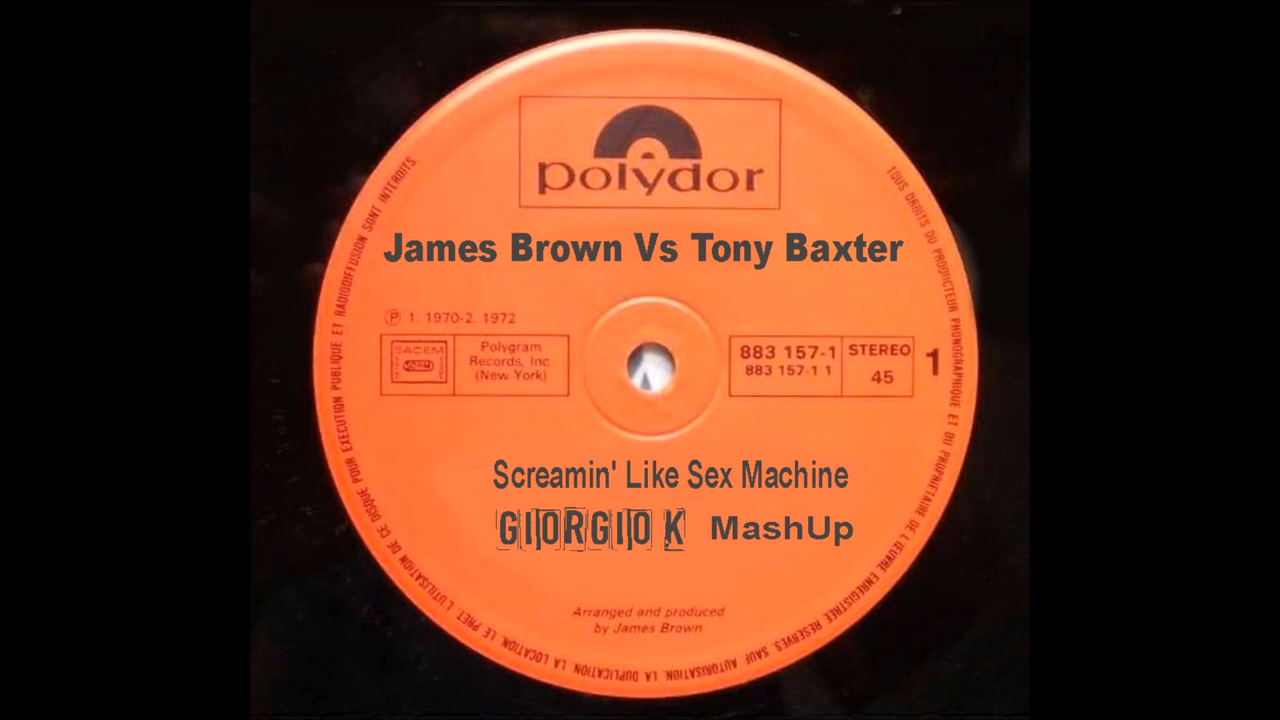 polydor
James Brown Vs Tony Baxter
℗ 1. 1970-2. 1972
SACEM
Polygram
Records, Inc.
(New York)
883 157-1
883 157-1 1
STEREO
45
1
Screamin' Like Sex Machine
GIORGIO K MashUp
Arranged and produced
by James Brown
TOUS DROITS DU PRODUCTEUR PHONOGRAPHIQUE ET DU PROPRIETAIRE DE L'ŒUVRE ENREGISTREE RESERVES. SAUF AUTORISATION, LA DUPLICATION, LA LOCATION, LE PRET, L'UTILISATION DE CE DISQUE POUR EXECUTION PUBLIQUE ET RADIODIFFUSION SONT INTERDITS.